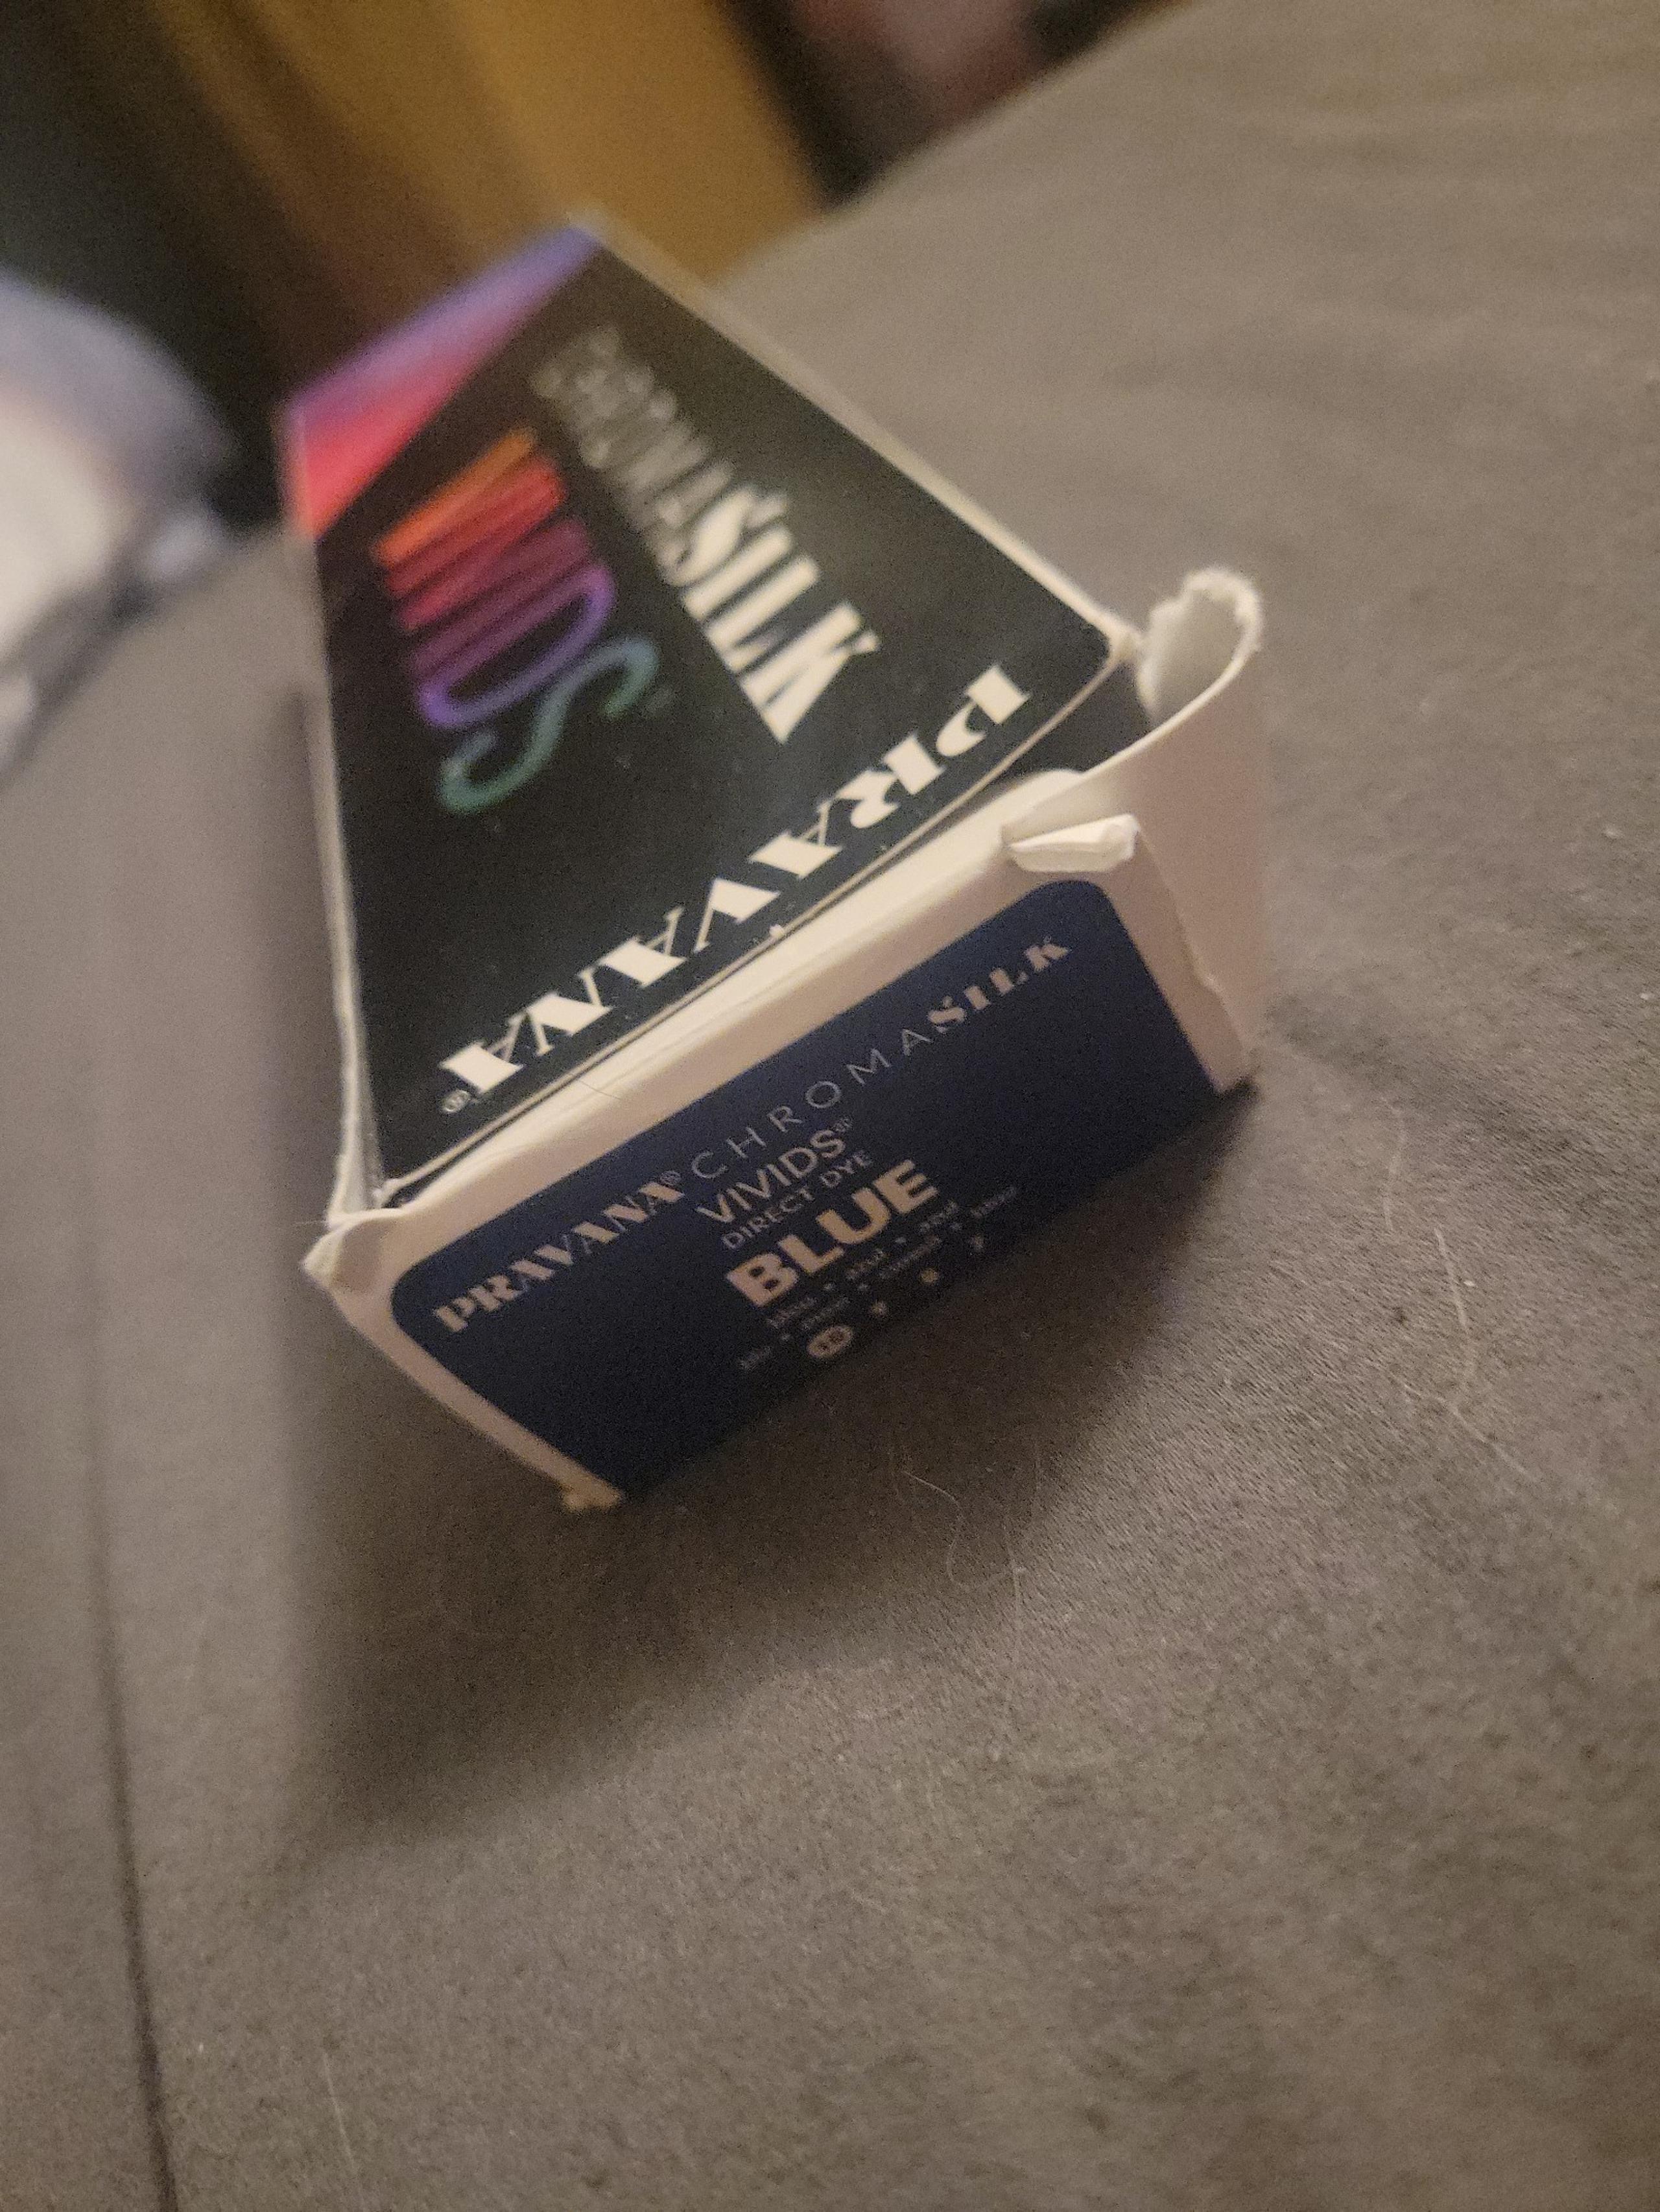 CHROMASILK
VIVIDS
PRAVANA®
PRAVANA® CHROMASILK
VIVIDS®
DIRECT DYE
BLUE